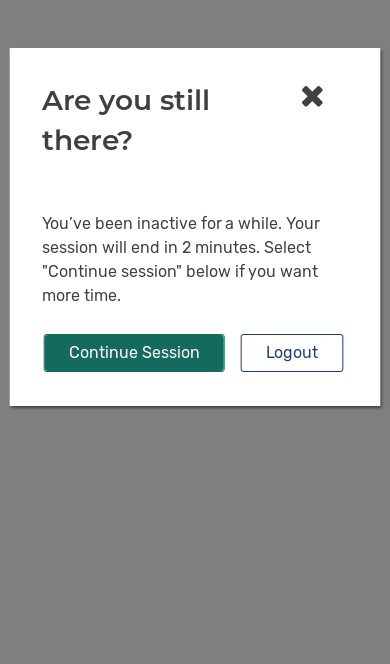 Are you still
there?
You’ve been inactive for a while. Your
session will end in 2 minutes. Select
"Continue session" below if you want
more time.
Continue Session
Logout